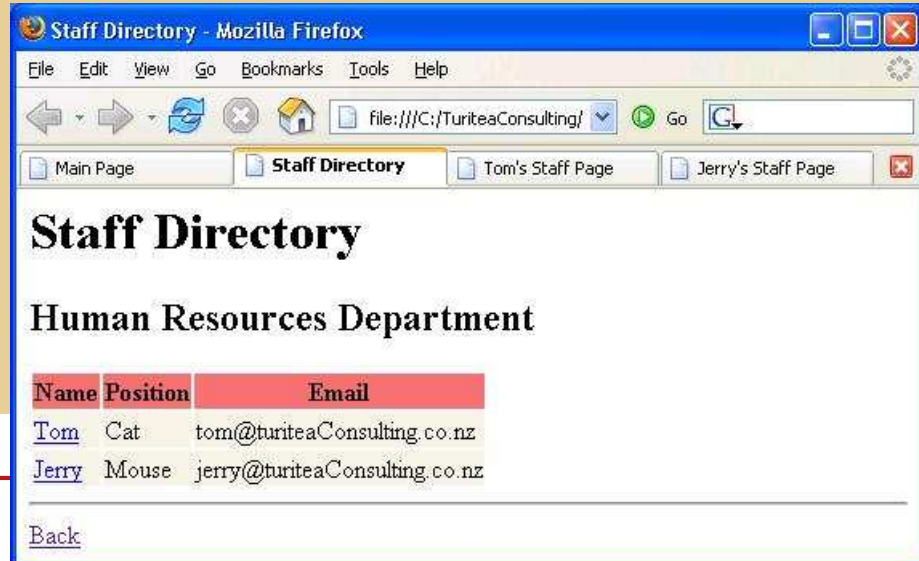 Staff Directory - Mozilla Firefox
File Edit View Go Bookmarks Tools Help
file:///C:/TuriteaConsulting/ Go G
Main Page Staff Directory Tom's Staff Page Jerry's Staff Page
Staff Directory
Human Resources Department
Name Position Email
Tom Cat tom@turiteaConsulting.co.nz
Jerry Mouse jerry@turiteaConsulting.co.nz
Back